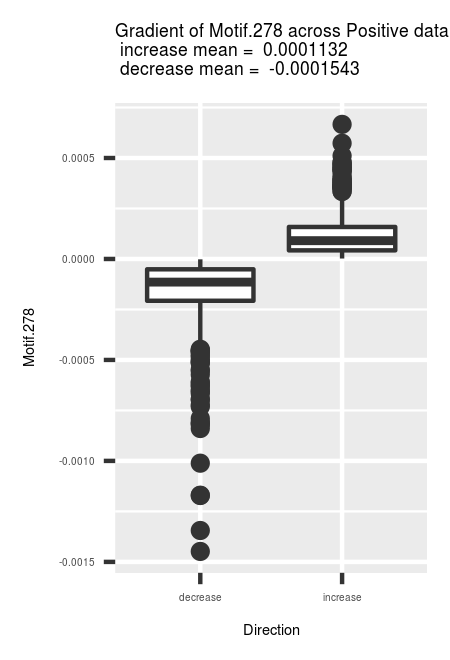 Gradient of Motif.278 across Positive data
increase mean = 0.0001132
decrease mean = -0.0001543
0.0005
0.0000
-0.0005
-0.0010
-0.0015
Motif.278
decrease
increase
Direction